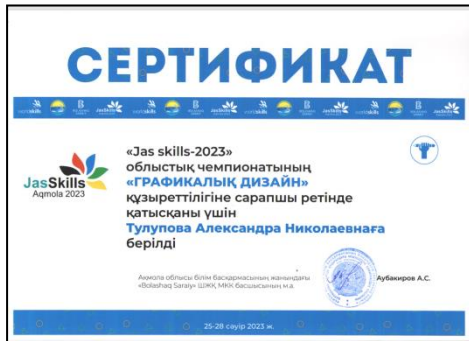 СЕРТИФИКАТ
JasSkills
Aqmola 2023
«Jas skills-2023»
облыстық чемпионатының
«ГРАФИКАЛЫҚ ДИЗАЙН»
құзыреттілігіне сарапшы ретінде
қатысқаны үшін
Тулупова Александра Николаевнаға
берілді
Ақмола облысы білім басқармасының жанындағы
«Bolashaq Saraiy» ШЖҚ МКК басшысының м.а.
Аубакиров А.С.
25-28 сәуір 2023 ж.